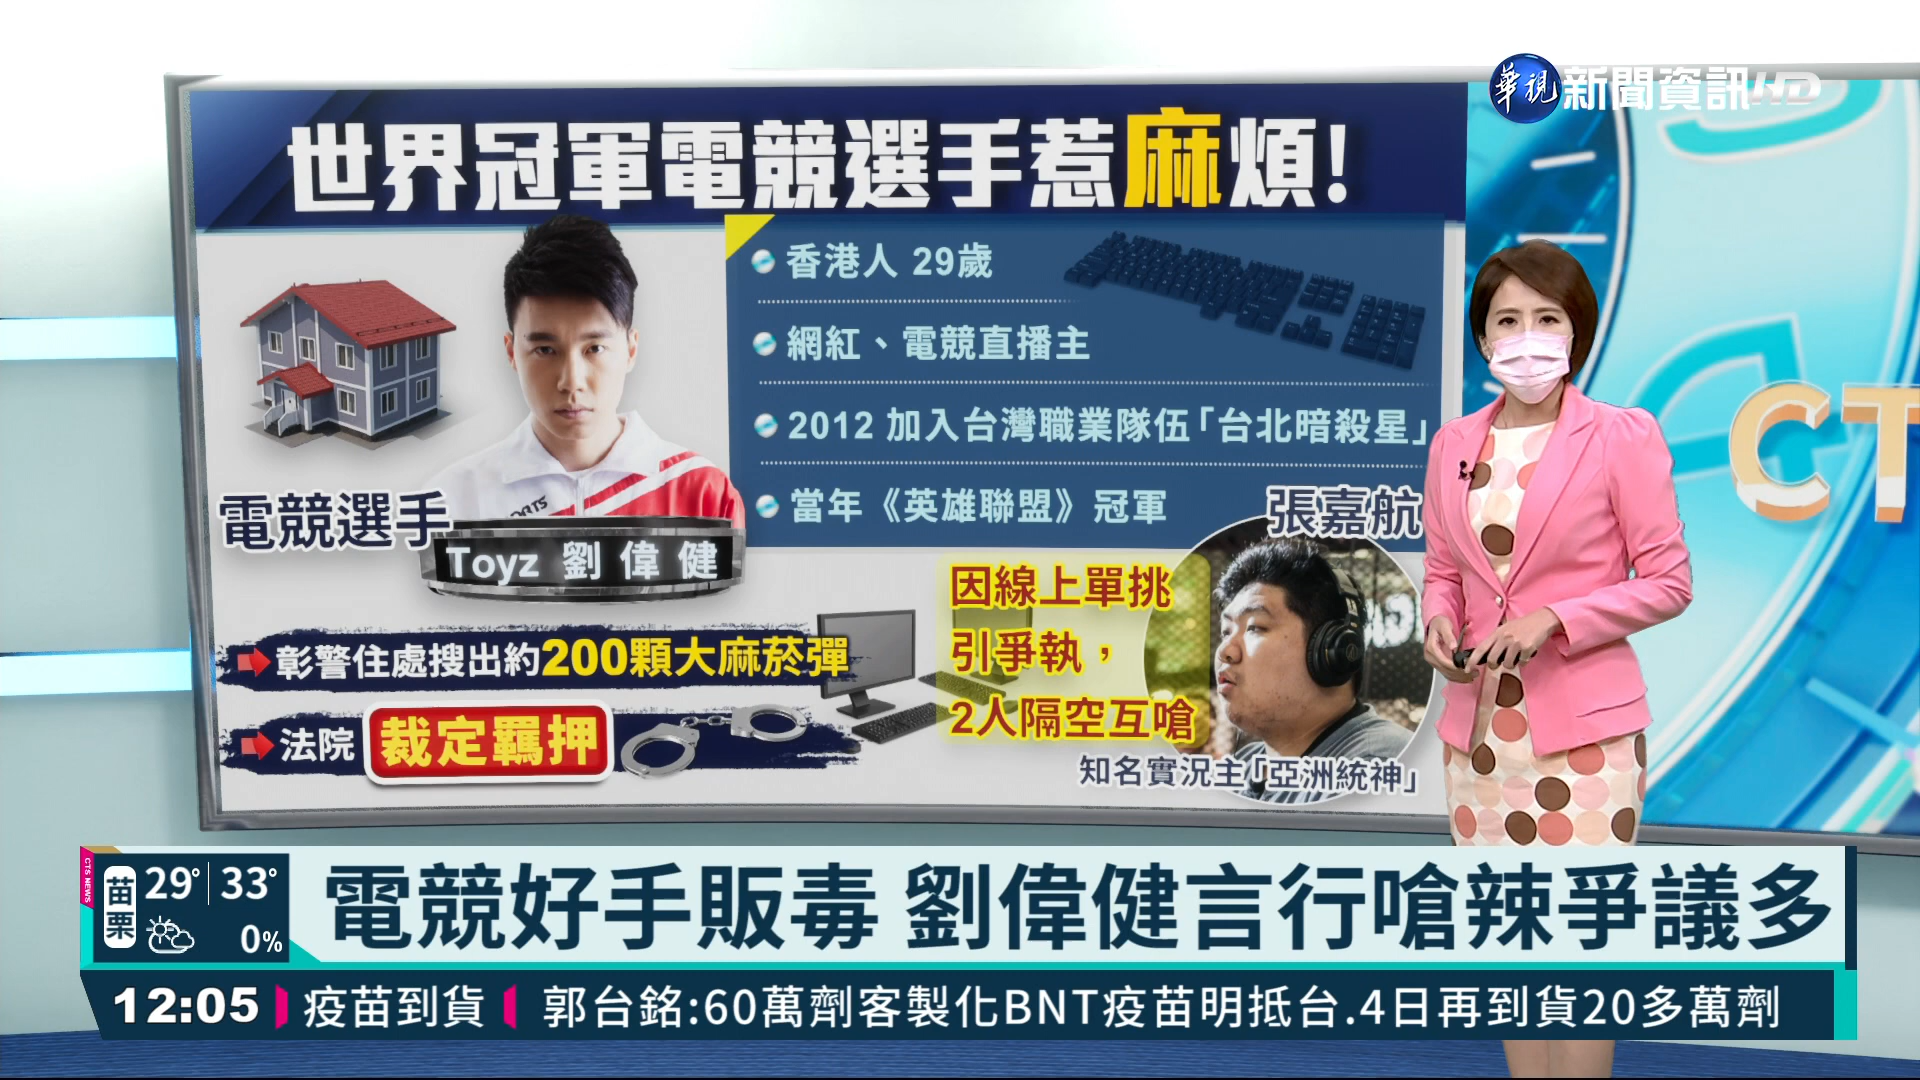 華視 新聞資訊HD
世界冠軍電競選手惹麻煩!
香港人 29歲
網紅、電競直播主
2012 加入台灣職業隊伍「台北暗殺星」
當年《英雄聯盟》冠軍
電競選手
Toyz 劉偉健
張嘉航
因線上單挑
引爭執，
2人隔空互嗆
知名實況主「亞洲統神」
彰警住處搜出約200顆大麻菸彈
法院 裁定羈押
CT
CTS NEWS
苗栗
29° 33°
0%
電競好手販毒 劉偉健言行嗆辣爭議多
12:05 疫苗到貨 郭台銘:60萬劑客製化BNT疫苗明抵台.4日再到貨20多萬劑